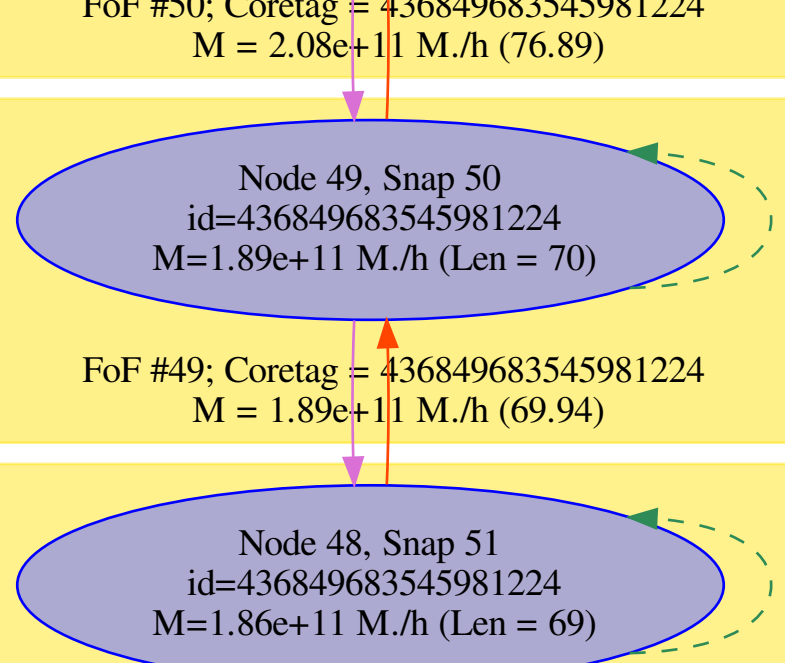 FoF #50; Coretag = 436849683545981224
M = 2.08e+11 M./h (76.89)
Node 49, Snap 50
id=436849683545981224
M=1.89e+11 M./h (Len = 70)
FoF #49; Coretag = 436849683545981224
M = 1.89e+11 M./h (69.94)
Node 48, Snap 51
id=436849683545981224
M=1.86e+11 M./h (Len = 69)